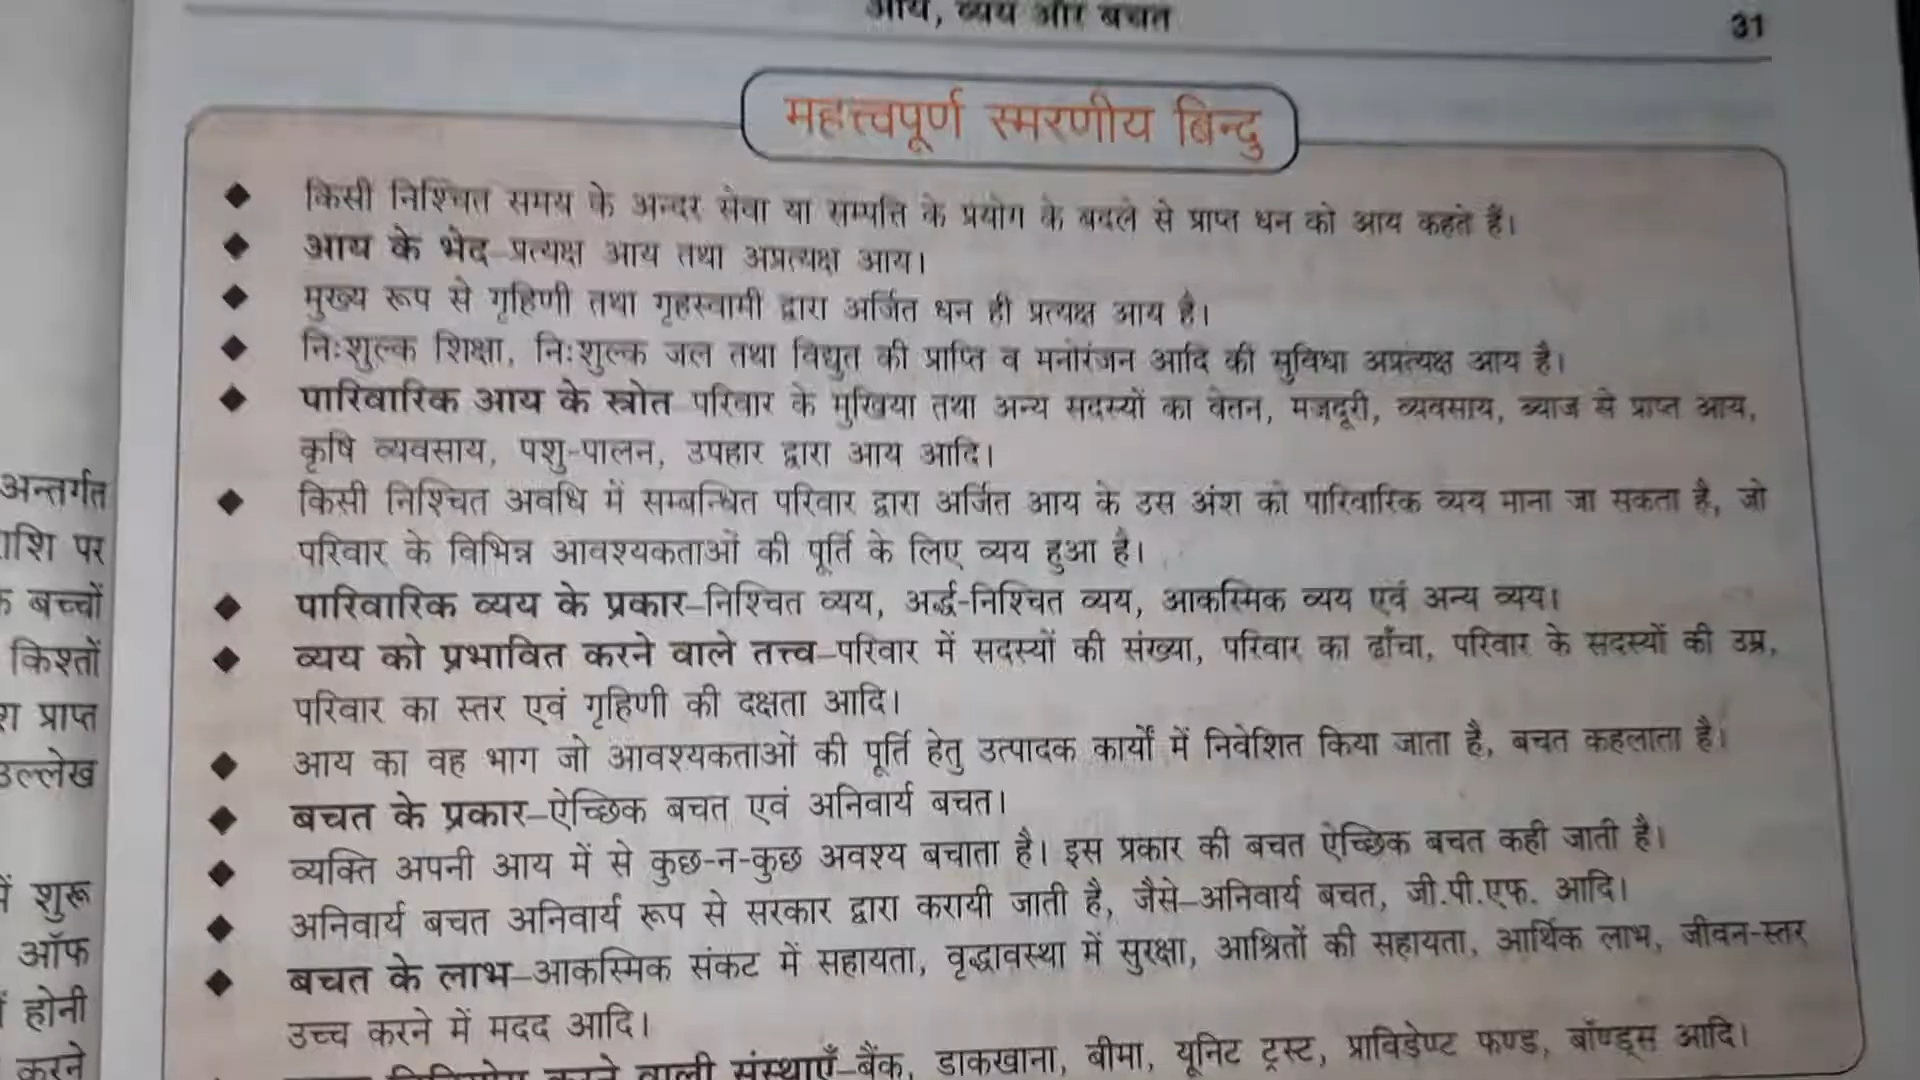 आय, व्यय और बचत
31
महत्त्वपूर्ण स्मरणीय बिन्दु
◆ किसी निश्चित समय के अन्दर सेवा या सम्पत्ति के प्रयोग के बदले से प्राप्त धन को आय कहते हैं।
◆ आय के भेद–प्रत्यक्ष आय तथा अप्रत्यक्ष आय।
◆ मुख्य रूप से गृहिणी तथा गृहस्वामी द्वारा अर्जित धन ही प्रत्यक्ष आय है।
◆ निःशुल्क शिक्षा, निःशुल्क जल तथा विद्युत की प्राप्ति व मनोरंजन आदि की सुविधा अप्रत्यक्ष आय है।
◆ पारिवारिक आय के स्त्रोत–परिवार के मुखिया तथा अन्य सदस्यों का वेतन, मजदूरी, व्यवसाय, ब्याज से प्राप्त आय,
कृषि व्यवसाय, पशु-पालन, उपहार द्वारा आय आदि।
◆ किसी निश्चित अवधि में सम्बन्धित परिवार द्वारा अर्जित आय के उस अंश को पारिवारिक व्यय माना जा सकता है, जो
परिवार के विभिन्न आवश्यकताओं की पूर्ति के लिए व्यय हुआ है।
◆ पारिवारिक व्यय के प्रकार–निश्चित व्यय, अर्द्ध-निश्चित व्यय, आकस्मिक व्यय एवं अन्य व्यय।
◆ व्यय को प्रभावित करने वाले तत्त्व–परिवार में सदस्यों की संख्या, परिवार का ढाँचा, परिवार के सदस्यों की उम्र,
परिवार का स्तर एवं गृहिणी की दक्षता आदि।
◆ आय का वह भाग जो आवश्यकताओं की पूर्ति हेतु उत्पादक कार्यों में निवेशित किया जाता है, बचत कहलाता है।
◆ बचत के प्रकार–ऐच्छिक बचत एवं अनिवार्य बचत।
◆ व्यक्ति अपनी आय में से कुछ-न-कुछ अवश्य बचाता है। इस प्रकार की बचत ऐच्छिक बचत कही जाती है।
◆ अनिवार्य बचत अनिवार्य रूप से सरकार द्वारा करायी जाती है, जैसे–अनिवार्य बचत, जी.पी.एफ. आदि।
◆ बचत के लाभ–आकस्मिक संकट में सहायता, वृद्धावस्था में सुरक्षा, आश्रितों की सहायता, आर्थिक लाभ, जीवन-स्तर
उच्च करने में मदद आदि।
करने वाली संस्थाएँ–बैंक, डाकखाना, बीमा, यूनिट ट्रस्ट, प्राविडेण्ट फण्ड, बॉण्ड्स आदि।
अन्तर्गत
पर
बच्चों
किश्तों
प्राप्त
उल्लेख
शुरू
ऑफ
होनी
करने